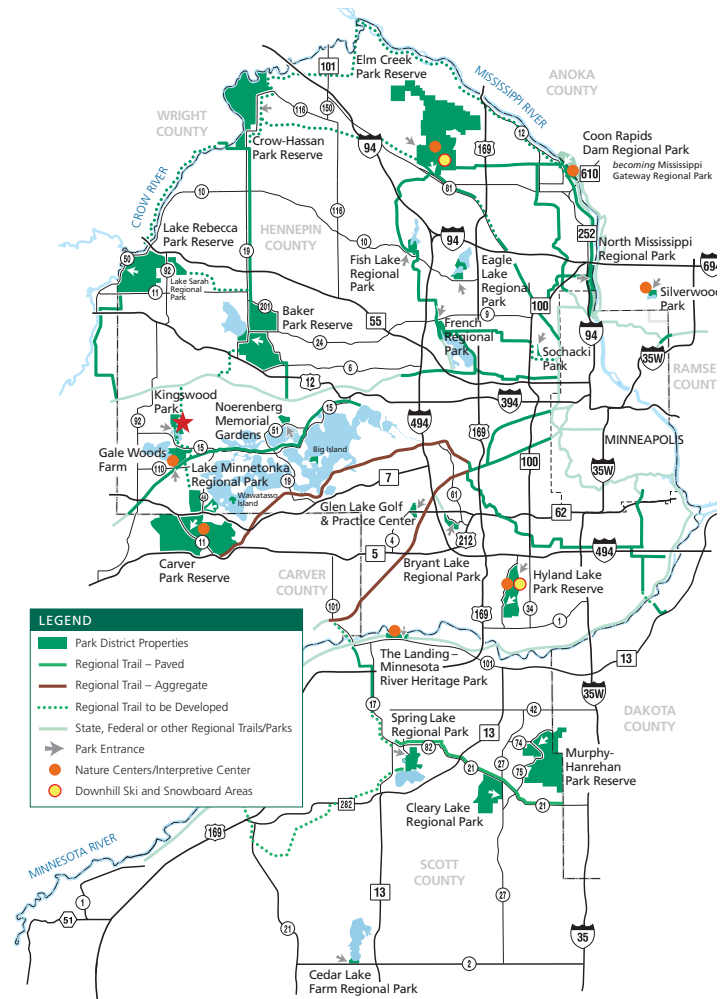 Elm Creek
Park Reserve
MISSISSIPPI RIVER
ANOKA
COUNTY
101
WRIGHT
COUNTY
116
150
94
169
12
Coon Rapids
Dam Regional Park
610
becoming Mississippi
Gateway Regional Park
Crow-Hassan
Park Reserve
CROW RIVER
10
116
81
252
Lake Rebecca
Park Reserve
HENNEPIN
COUNTY
19
10
94
North Mississippi
Regional Park
694
50
92
11
Lake Sarah
Regional
Park
Fish Lake
Regional
Park
Eagle
Lake
Regional
Park
Silverwood
Park
201
Baker
Park Reserve
55
24
9
100
French
Regional
Park
Sochacki
Park
94
35W
RAMSEY
COUNTY
6
12
394
Kingswood
Park
92
Noerenberg
Memorial
Gardens
51
15
15
494
169
100
MINNEAPOLIS
Gale Woods
Farm
110
Big Island
Lake Minnetonka
Regional Park
19
Wawatasso
Island
44
7
35W
61
62
Glen Lake Golf
& Practice Center
4
212
11
Carver
Park Reserve
5
494
Bryant Lake
Regional Park
Hyland Lake
Park Reserve
CARVER
COUNTY
101
169
34
1
LEGEND
Park District Properties
Regional Trail – Paved
Regional Trail – Aggregate
Regional Trail to be Developed
State, Federal or other Regional Trails/Parks
Park Entrance
Nature Centers/Interpretive Center
Downhill Ski and Snowboard Areas
The Landing –
Minnesota
River Heritage Park
101
13
35W
17
13
42
DAKOTA
COUNTY
Spring Lake
Regional Park
82
74
27
21
75
Murphy-
Hanrehan
Park Reserve
21
Cleary Lake
Regional Park
282
169
MINNESOTA RIVER
SCOTT
COUNTY
1
51
13
27
21
35
2
Cedar Lake
Farm Regional Park